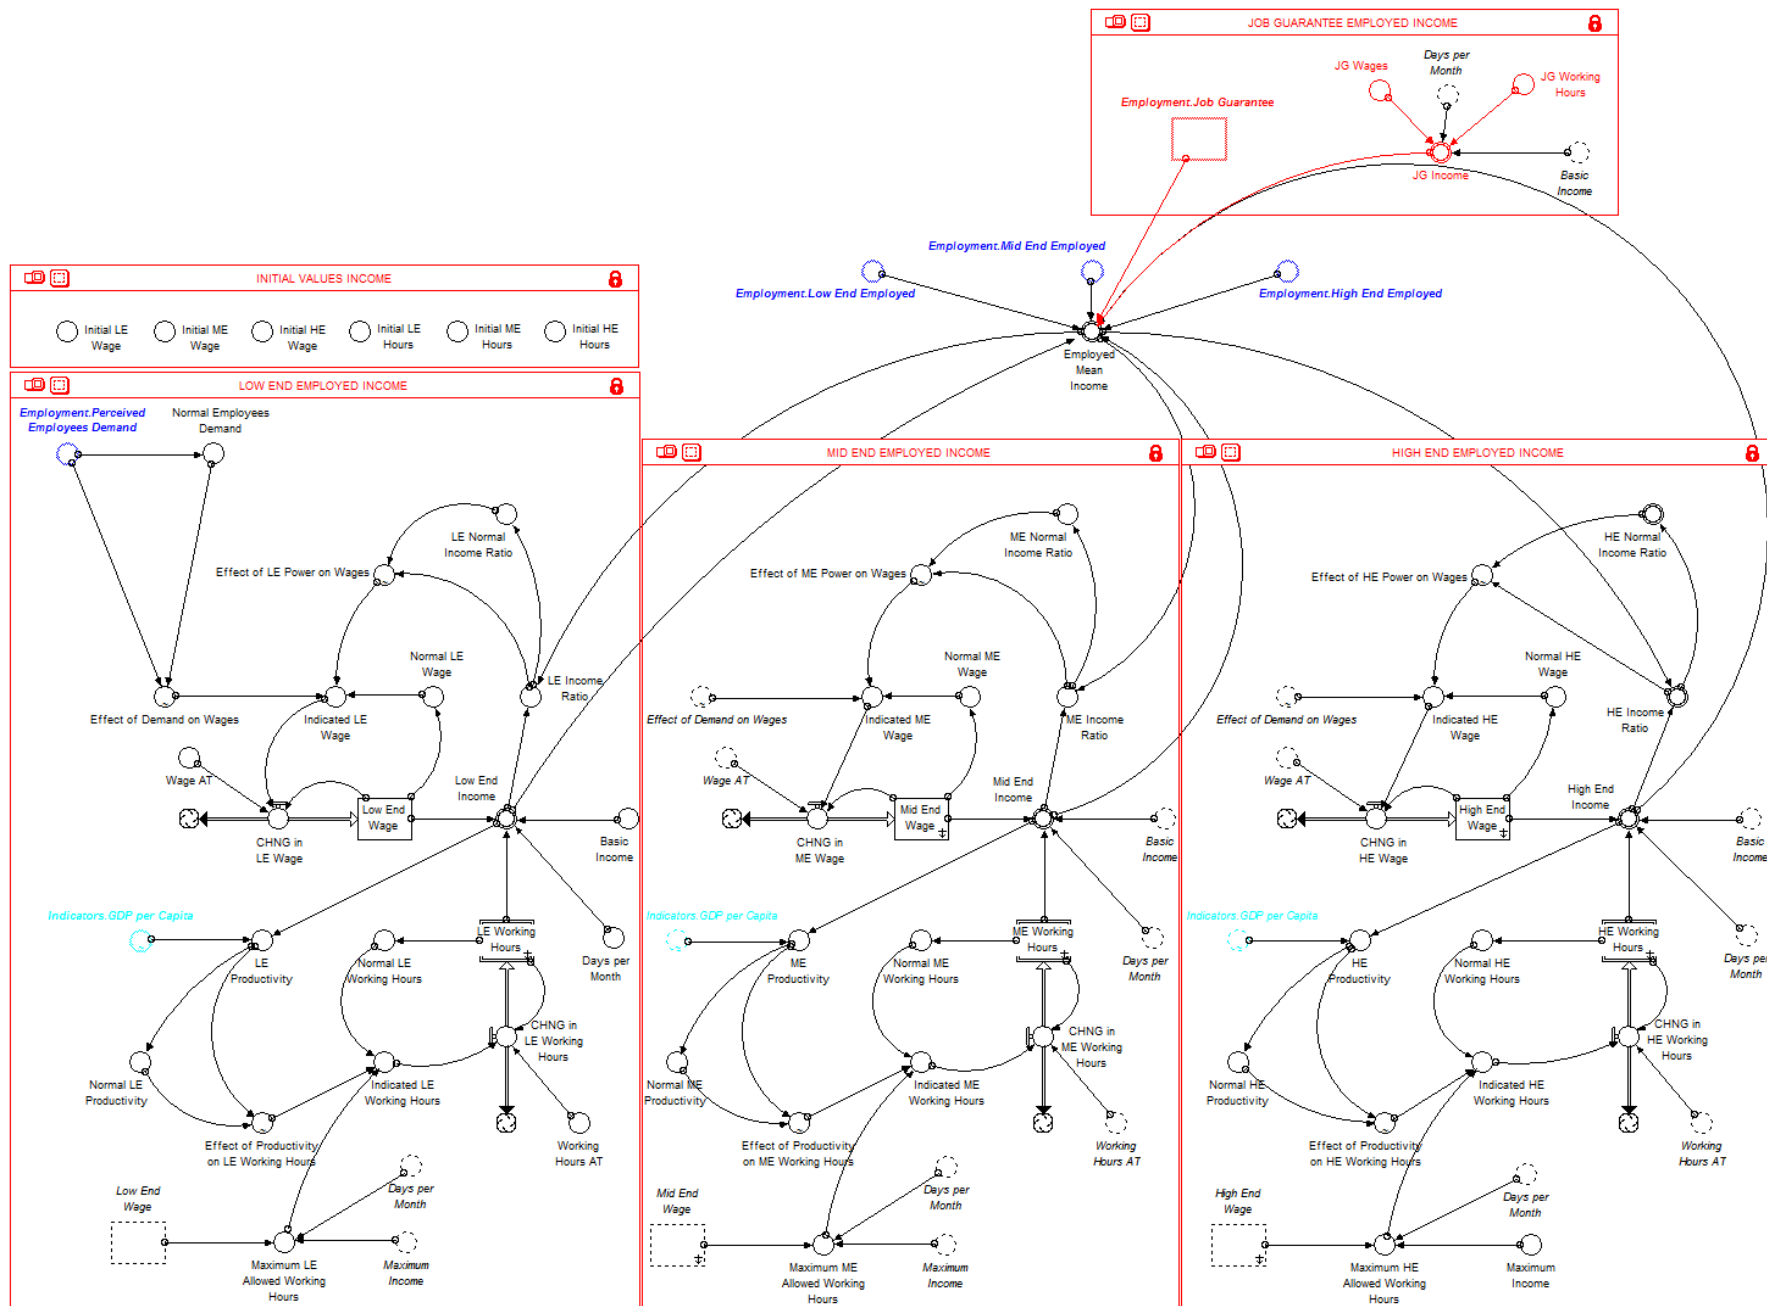 JOB GUARANTEE EMPLOYED INCOME
Days per
Month
JG Wages
JG Working
Hours
Employment.Job Guarantee
JG Income
Basic
Income
Employment.Mid End Employed
Employment.Low End Employed
Employment.High End Employed
Employed
Mean
Income
INITIAL VALUES INCOME
Initial LE
Wage
Initial ME
Wage
Initial HE
Wage
Initial LE
Hours
Initial ME
Hours
Initial HE
Hours
LOW END EMPLOYED INCOME
Employment.Perceived
Employees Demand
Normal Employees
Demand
LE Normal
Income Ratio
Effect of LE Power on Wages
Normal LE
Wage
LE Income
Ratio
Effect of Demand on Wages
Indicated LE
Wage
Wage AT
Low End
Income
Low End
Wage
CHNG in
LE Wage
Basic
Income
Indicators.GDP per Capita
LE Working
Hours
LE
Productivity
Normal LE
Working Hours
Days per
Month
CHNG in
LE Working
Hours
Normal LE
Productivity
Indicated LE
Working Hours
Effect of Productivity
on LE Working Hours
Working
Hours AT
Low End
Wage
Days per
Month
Maximum LE
Allowed Working
Hours
Maximum
Income
MID END EMPLOYED INCOME
ME Normal
Income Ratio
Effect of ME Power on Wages
Normal ME
Wage
Effect of Demand on Wages
Indicated ME
Wage
ME Income
Ratio
Wage AT
Mid End
Income
Mid End
Wage
CHNG in
ME Wage
Basic
Income
Indicators.GDP per Capita
ME Working
Hours
ME
Productivity
Normal ME
Working Hours
Days per
Month
CHNG in
ME Working
Hours
Normal ME
Productivity
Indicated ME
Working Hours
Effect of Productivity
on ME Working Hours
Working
Hours AT
Mid End
Wage
Days per
Month
Maximum ME
Allowed Working
Hours
Maximum
Income
HIGH END EMPLOYED INCOME
HE Normal
Income Ratio
Effect of HE Power on Wages
Normal HE
Wage
Effect of Demand on Wages
Indicated HE
Wage
HE Income
Ratio
Wage AT
High End
Income
High End
Wage
CHNG in
HE Wage
Basic
Income
Indicators.GDP per Capita
HE Working
Hours
HE
Productivity
Normal HE
Working Hours
Days per
Month
CHNG in
HE Working
Hours
Normal HE
Productivity
Indicated HE
Working Hours
Effect of Productivity
on HE Working Hours
Working
Hours AT
High End
Wage
Days per
Month
Maximum HE
Allowed Working
Hours
Maximum
Income